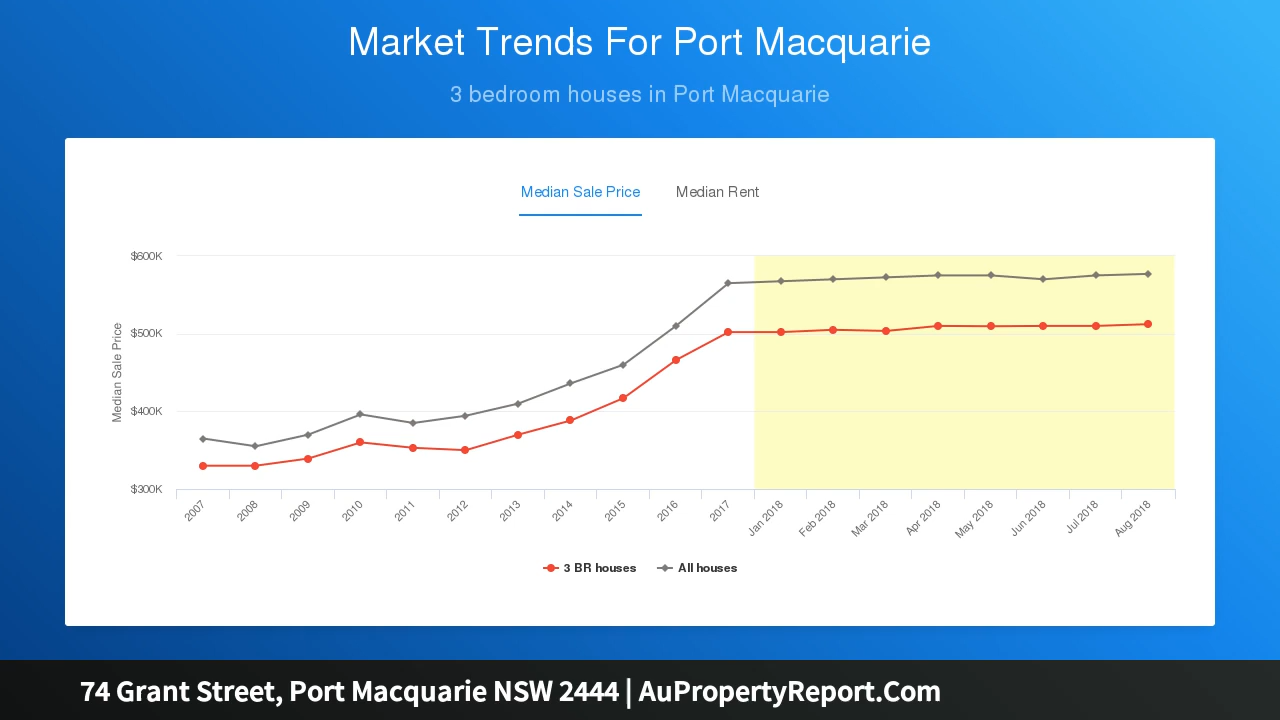 Market Trends For Port Macquarie
3 bedroom houses in Port Macquarie
Median Sale Price Median Rent
$600K
$500K
$400K
$300K
Median Sale Price
2007 2008 2009 2010 2011 2012 2013 2014 2015 2016 2017 Jan 2018 Feb 2018 Mar 2018 Apr 2018 May 2018 Jun 2018 Jul 2018 Aug 2018
3 BR houses All houses
74 Grant Street, Port Macquarie NSW 2444 | AuPropertyReport.Com